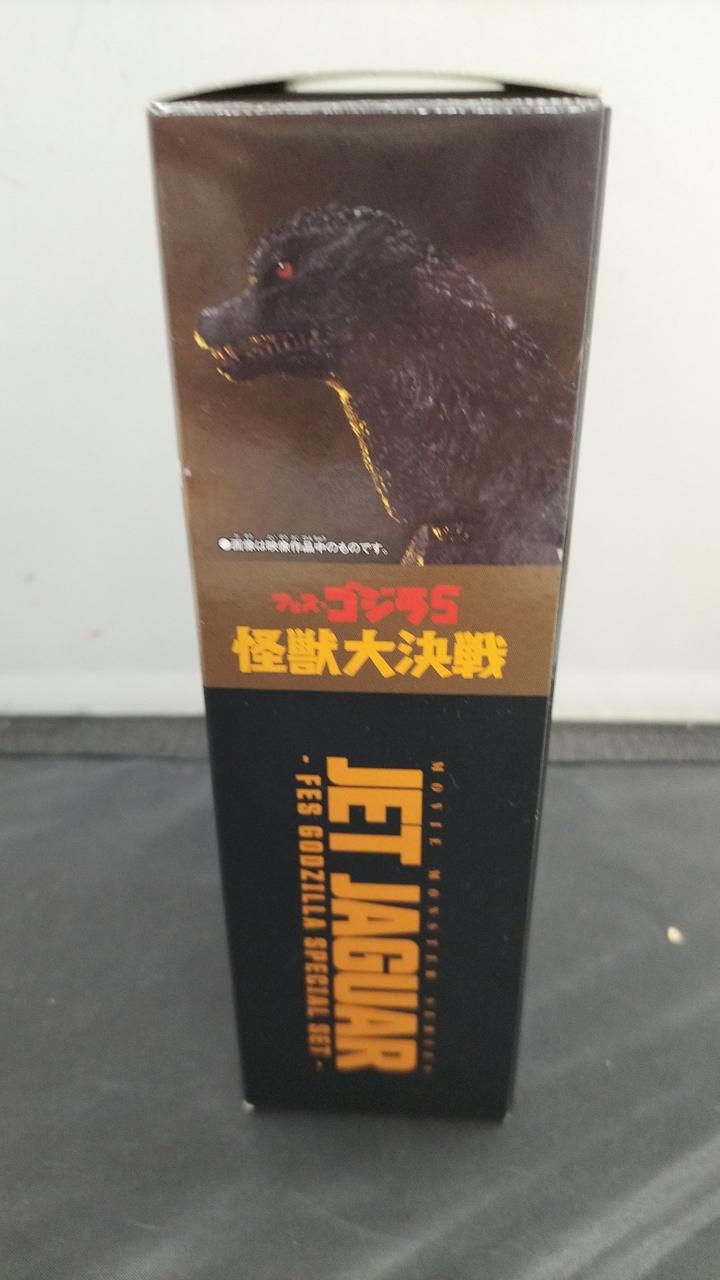 ●画像は映像作品中のものです。
フェス・ゴジラ5
怪獣大決戦
MOVIE MONSTER SERIES
JET JAGUAR
・FES GODZILLA SPECIAL SET・